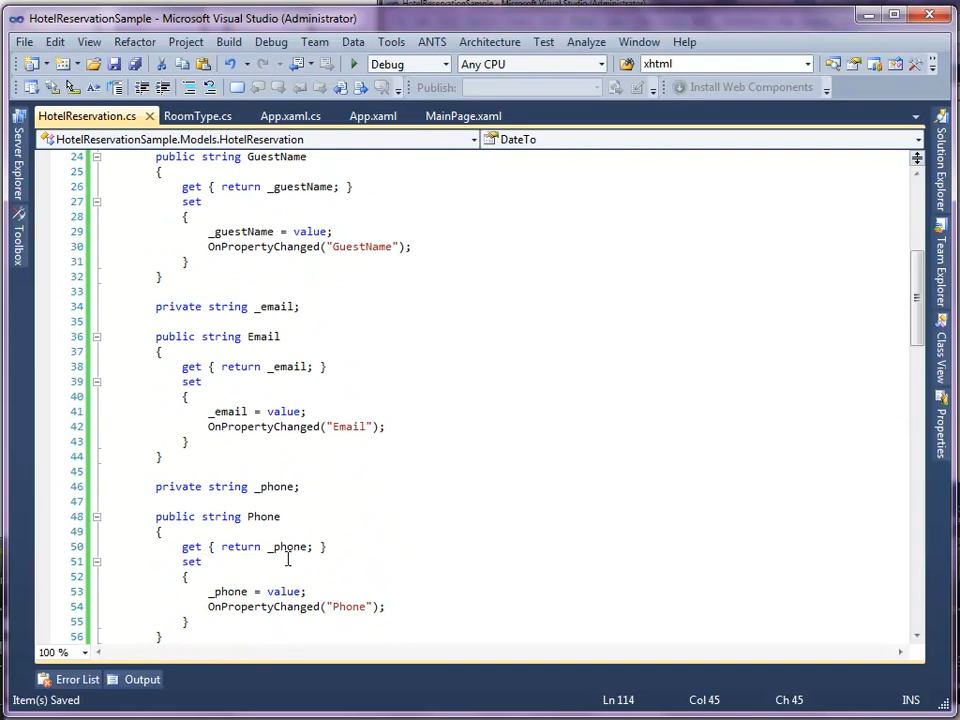 HotelReservationSample - Microsoft Visual Studio (Administrator)
File Edit View Refactor Project Build Debug Team Data Tools ANTS Architecture Test Analyze Window Help
Debug Any CPU xhtml
Publish: Install Web Components
HotelReservation.cs RoomType.cs App.xaml.cs App.xaml MainPage.xaml
HotelReservationSample.Models.HotelReservation DateTo
Server Explorer
Toolbox
24 public string GuestName
25 {
26 get { return _guestName; }
27 set
28 {
29 _guestName = value;
30 OnPropertyChanged("GuestName");
31 }
32 }
33
34 private string _email;
35
36 public string Email
37 {
38 get { return _email; }
39 set
40 {
41 _email = value;
42 OnPropertyChanged("Email");
43 }
44 }
45
46 private string _phone;
47
48 public string Phone
49 {
50 get { return _phone; }
51 set
52 {
53 _phone = value;
54 OnPropertyChanged("Phone");
55 }
56 }
Solution Explorer
Team Explorer
Class View
Properties
100 %
Error List Output
Item(s) Saved Ln 114 Col 45 Ch 45 INS